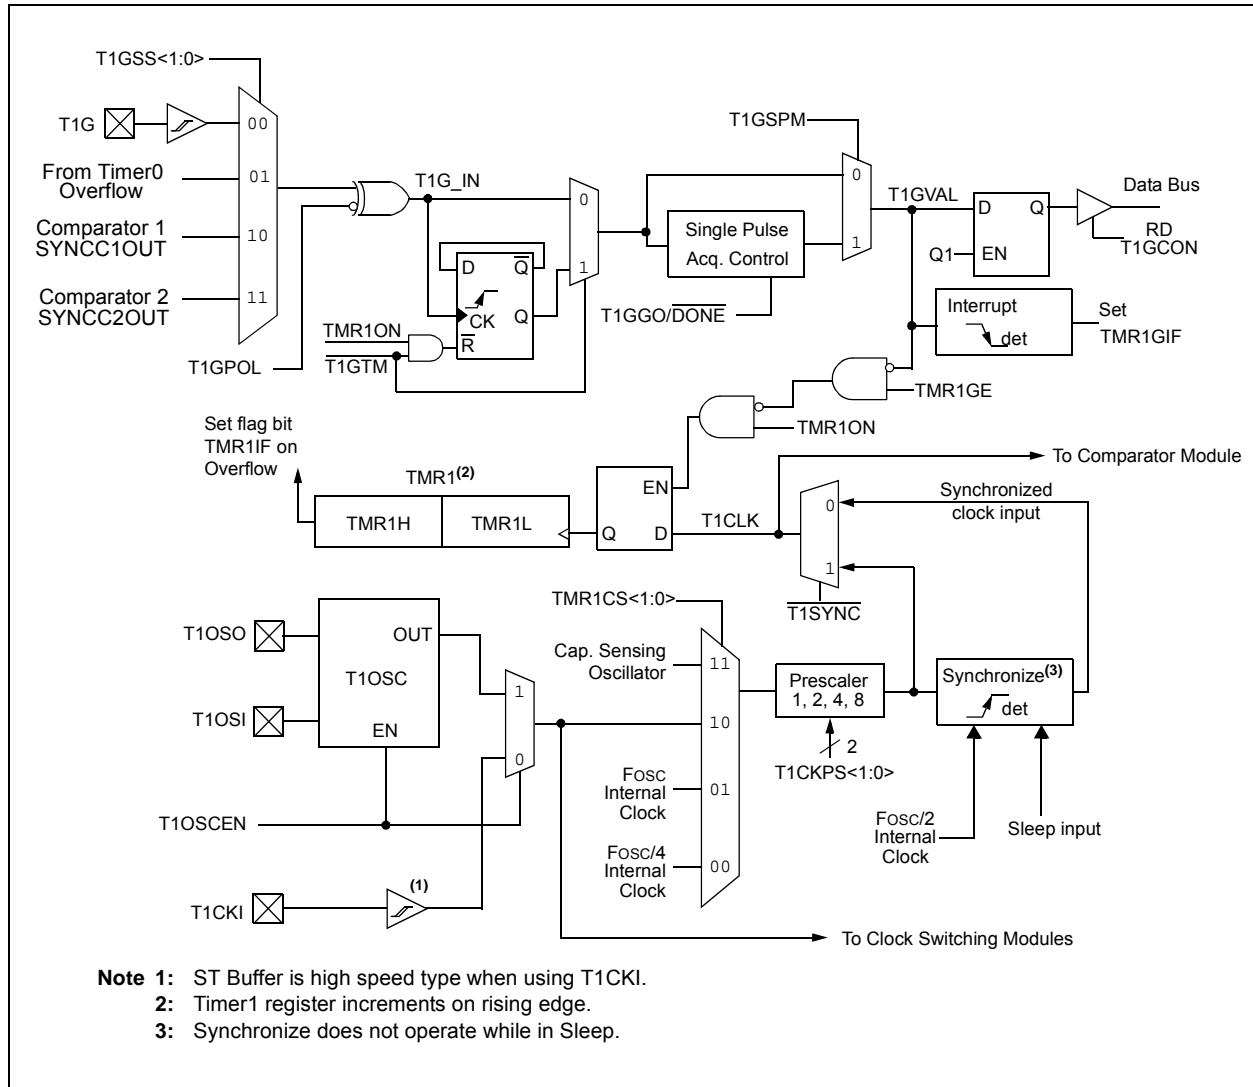 T1GSS<1:0>
T1G
00
From Timer0
Overflow
01
Comparator 1
SYNCC1OUT
10
Comparator 2
SYNCC2OUT
11
T1GPOL
T1G_IN
0
1
D
Q
CK
Q
R
TMR1ON
T1GTM
T1GSPM
0
1
Single Pulse
Acq. Control
T1GGO/DONE
T1GVAL
D
Q
Q1
EN
Data Bus
RD
T1GCON
Interrupt
det
Set
TMR1GIF
TMR1GE
TMR1ON
Set flag bit
TMR1IF on
Overflow
TMR1(2)
TMR1H
TMR1L
EN
Q
D
T1CLK
To Comparator Module
0
1
Synchronized
clock input
T1SYNC
T1OSO
T1OSI
OUT
T1OSC
EN
1
0
T1OSCEN
T1CKI
(1)
TMR1CS<1:0>
Cap. Sensing
Oscillator
11
10
FOSC
Internal
Clock
01
FOSC/4
Internal
Clock
00
Prescaler
1, 2, 4, 8
2
T1CKPS<1:0>
Synchronize(3)
det
FOSC/2
Internal
Clock
Sleep input
To Clock Switching Modules
Note 1: ST Buffer is high speed type when using T1CKI.
2: Timer1 register increments on rising edge.
3: Synchronize does not operate while in Sleep.